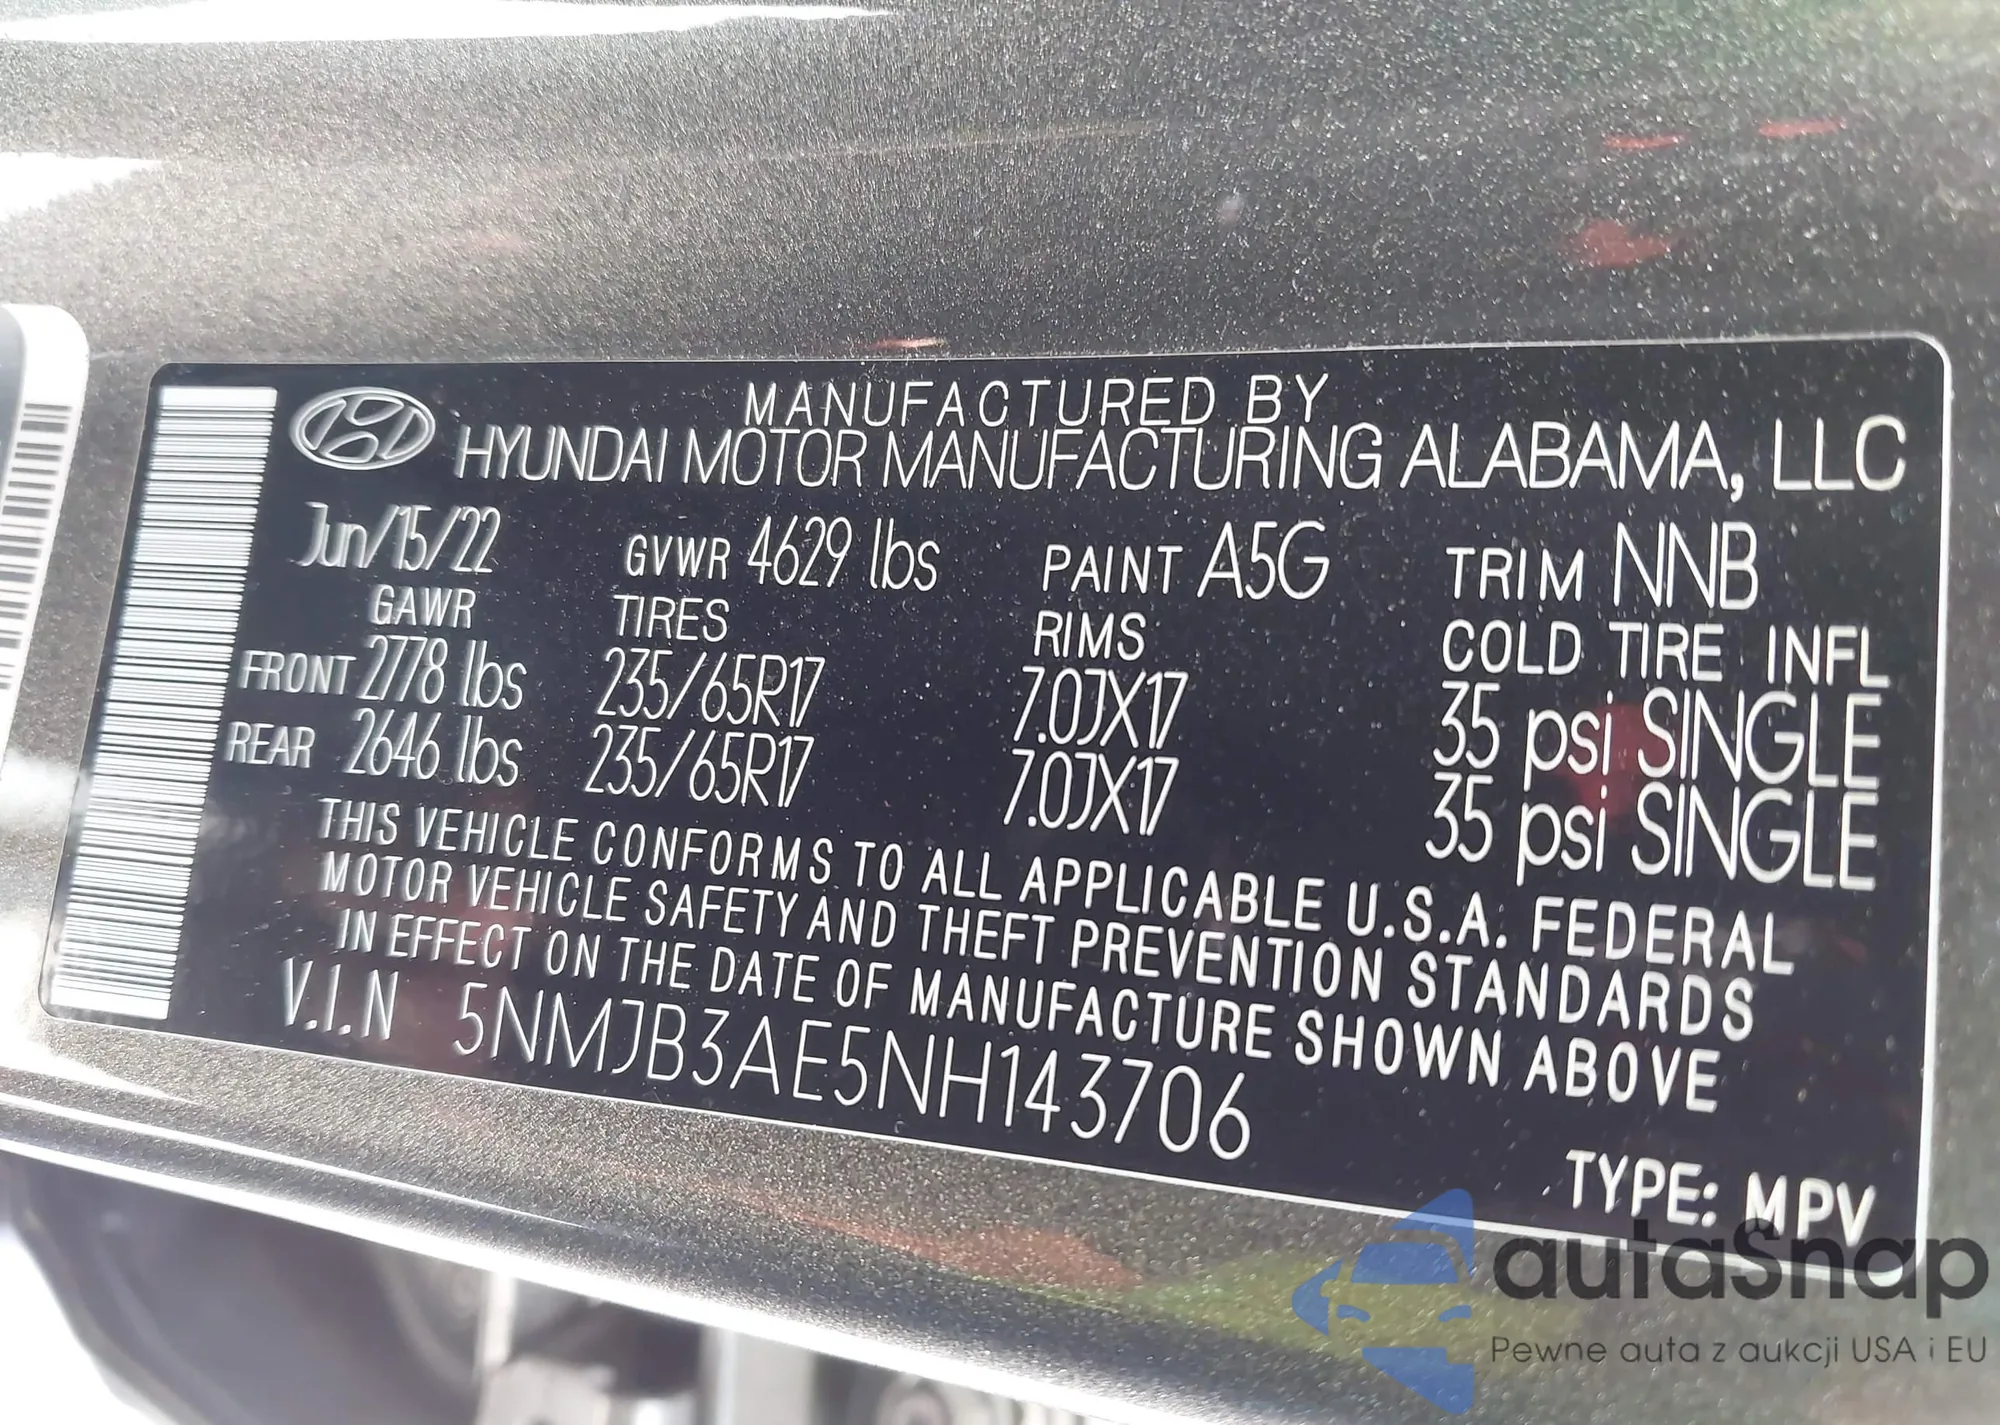 MANUFACTURED BY
HYUNDAI MOTOR MANUFACTURING ALABAMA, LLC
Jun/15/22 GVWR 4629 lbs PAINT A5G TRIM NNB
GAWR TIRES RIMS COLD TIRE INFL
FRONT 2778 lbs 235/65R17 7.0JX17 35 psi SINGLE
REAR 2646 lbs 235/65R17 7.0JX17 35 psi SINGLE
THIS VEHICLE CONFORMS TO ALL APPLICABLE U.S.A. FEDERAL
MOTOR VEHICLE SAFETY AND THEFT PREVENTION STANDARDS
IN EFFECT ON THE DATE OF MANUFACTURE SHOWN ABOVE
V.I.N 5NMJB3AE5NH143706
TYPE: MPV
autaSnap
Pewne auta z aukcji USA i EU